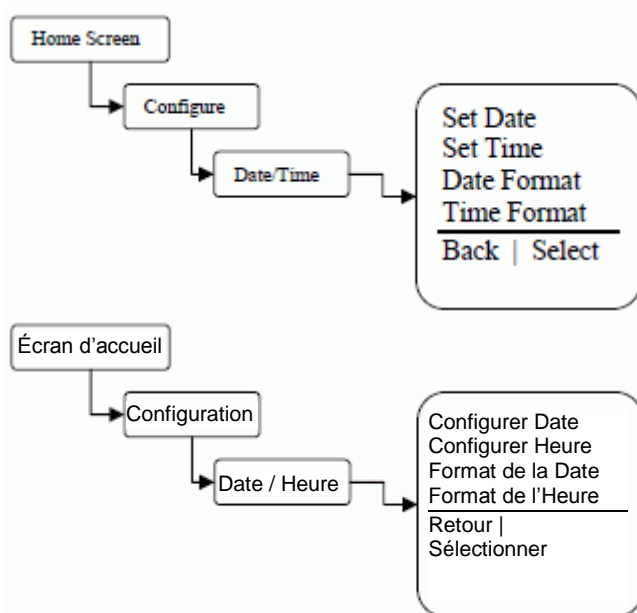 Home Screen
Configure
Date/Time
Set Date
Set Time
Date Format
Time Format
Back | Select
Écran d'accueil
Configuration
Date / Heure
Configurer Date
Configurer Heure
Format de la Date
Format de l'Heure
Retour |
Sélectionner